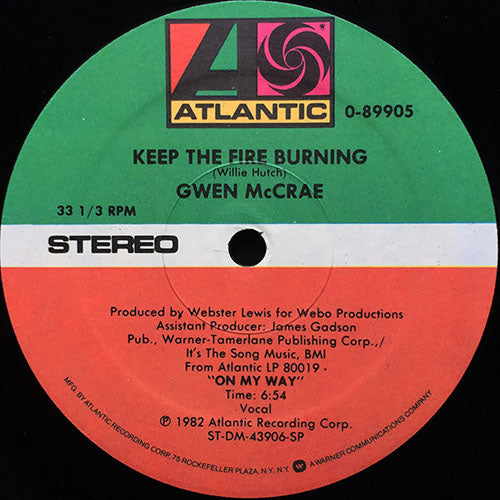 ATLANTIC
0-89905
KEEP THE FIRE BURNING
(Willie Hutch)
GWEN McCRAE
33 1/3 RPM
STEREO
Produced by Webster Lewis for Webo Productions
Assistant Producer: James Gadson
Pub., Warner-Tamerlane Publishing Corp.,/
It's The Song Music, BMI
From Atlantic LP 80019 -
"ON MY WAY"
Time: 6:54
Vocal
℗ 1982 Atlantic Recording Corp.
ST-DM-43906-SP
MFG. BY ATLANTIC RECORDING CORP., 75 ROCKEFELLER PLAZA, N.Y., N.Y. W A WARNER COMMUNICATIONS COMPANY